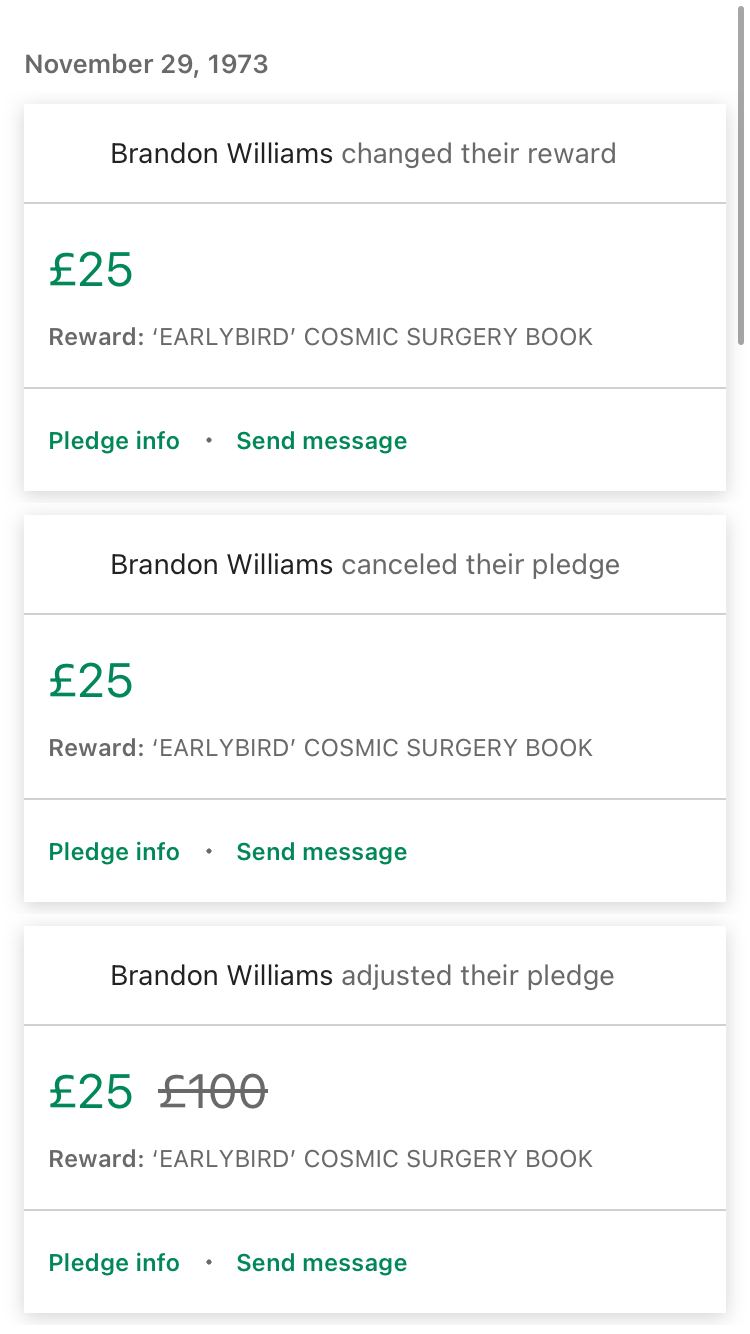 November 29, 1973
Brandon Williams changed their reward
£25
Reward: ‘EARLYBIRD’ COSMIC SURGERY BOOK
Pledge info • Send message
Brandon Williams canceled their pledge
£25
Reward: ‘EARLYBIRD’ COSMIC SURGERY BOOK
Pledge info • Send message
Brandon Williams adjusted their pledge
£25 £100
Reward: ‘EARLYBIRD’ COSMIC SURGERY BOOK
Pledge info • Send message